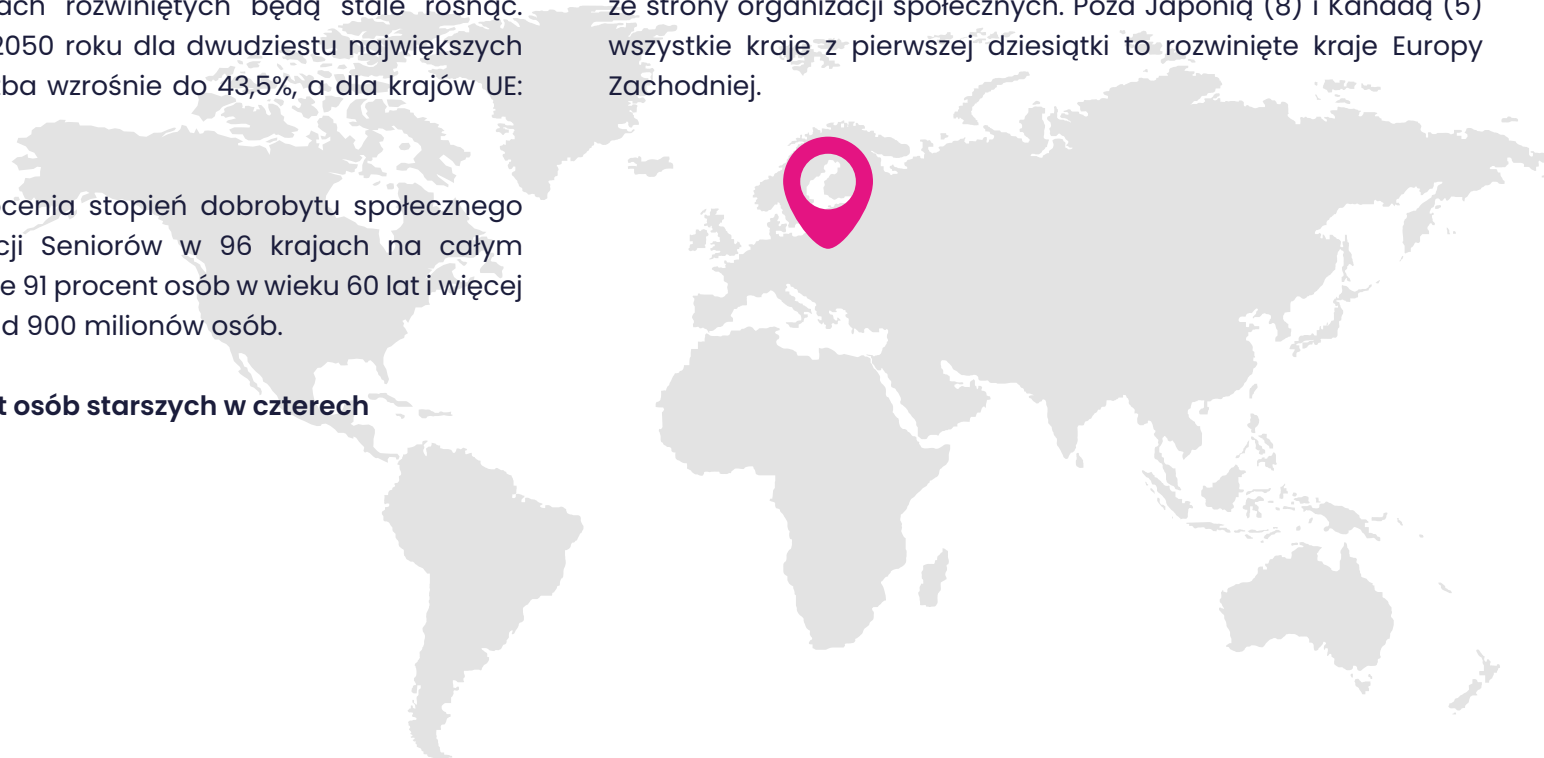 ach rozwiniętych będą stale rosnąć.
2050 roku dla dwudziestu największych
ba wzrośnie do 43,5%, a dla krajów UE:
cenia stopień dobrobytu społecznego
cji Seniorów w 96 krajach na całym
e 91 procent osób w wieku 60 lat i więcej
d 900 milionów osób.
t osób starszych w czterech
ze strony organizacji społecznych. Poza Japonią (8) i Kanadą (5)
wszystkie kraje z pierwszej dziesiątki to rozwinięte kraje Europy
Zachodniej.